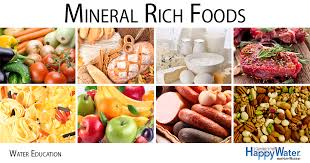 MINERAL RICH FOODS
WATER EDUCATION
HappyWater.